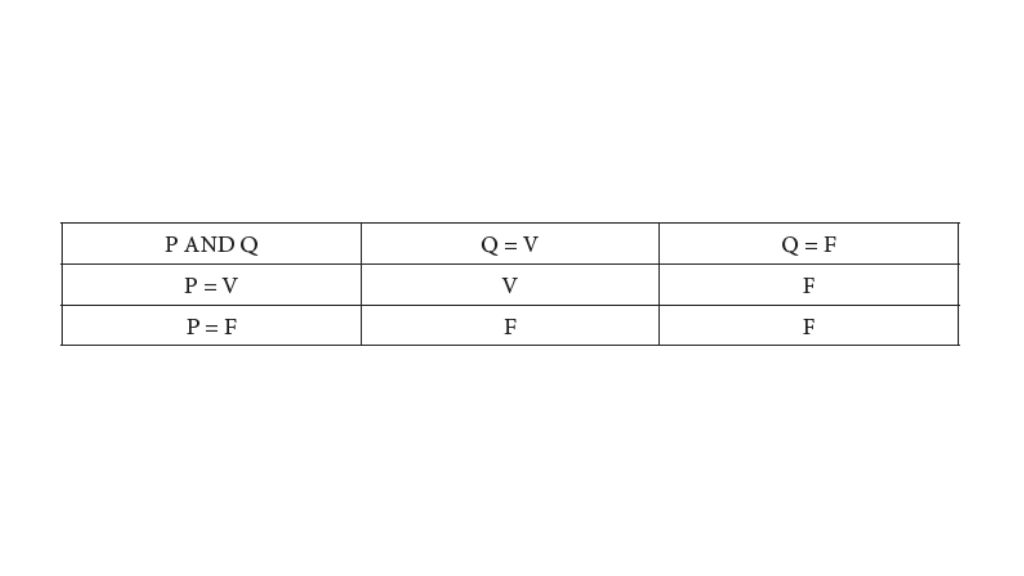 P AND Q Q = V Q = F
P = V V F
P = F F F